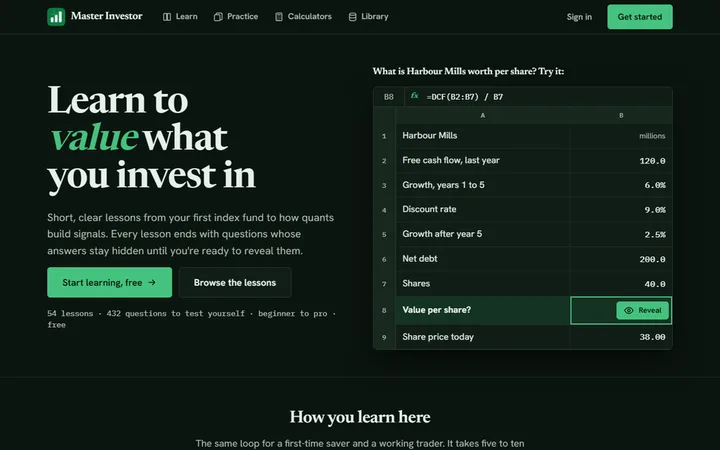 Master Investor
Learn
Practice
Calculators
Library
Sign in
Get started
Learn to
value what
you invest in
Short, clear lessons from your first index fund to how quants
build signals. Every lesson ends with questions whose
answers stay hidden until you're ready to reveal them.
Start learning, free →
Browse the lessons
54 lessons · 432 questions to test yourself · beginner to pro ·
free
What is Harbour Mills worth per share? Try it:
B8 fx =DCF(B2:B7) / B7
A B
1 Harbour Mills millions
2 Free cash flow, last year 120.0
3 Growth, years 1 to 5 6.0%
4 Discount rate 9.0%
5 Growth after year 5 2.5%
6 Net debt 200.0
7 Shares 40.0
8 Value per share? Reveal
9 Share price today 38.00
How you learn here
The same loop for a first-time saver and a working trader. It takes five to ten